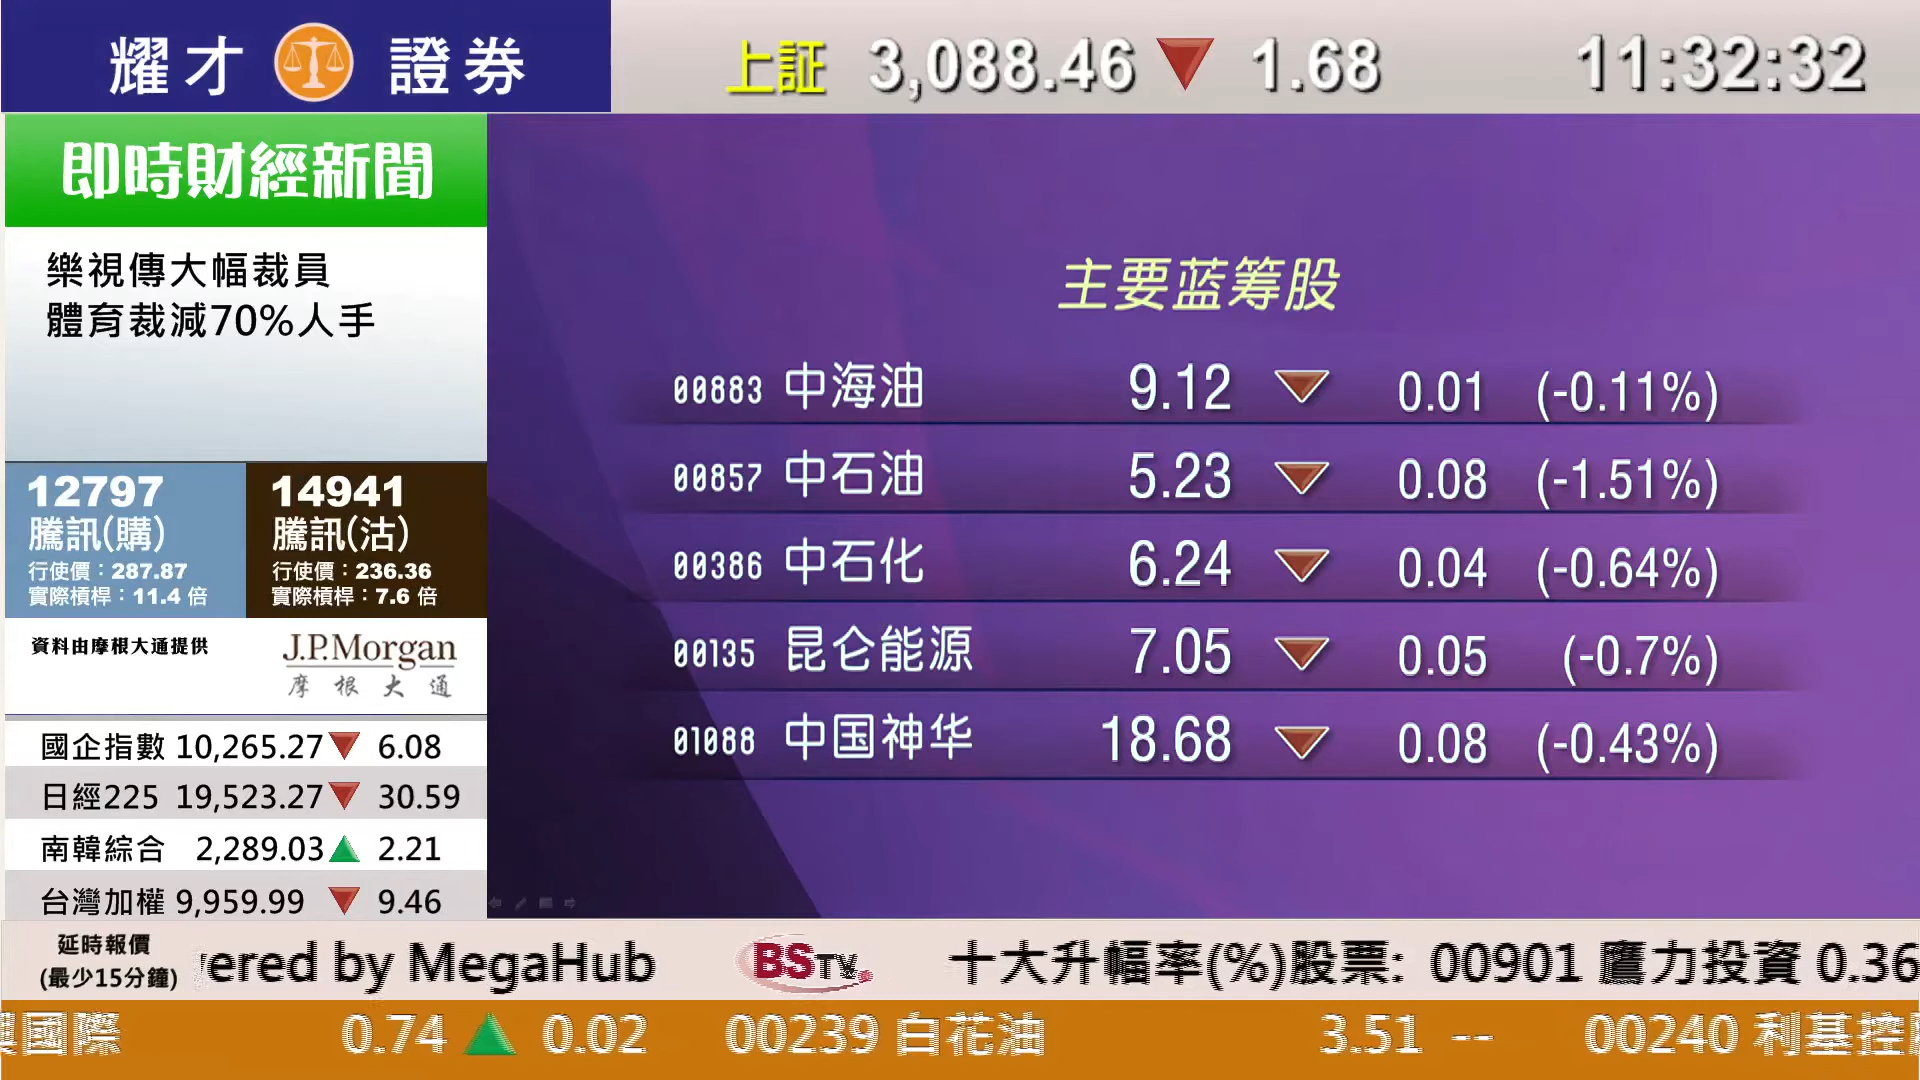 耀才 證券
上証 3,088.46 ▼ 1.68 11:32:32
即時財經新聞
樂視傳大幅裁員
體育裁減70%人手
12797
騰訊(購)
行使價：287.87
實際槓桿：11.4 倍
14941
騰訊(沽)
行使價：236.36
實際槓桿：7.6 倍
資料由摩根大通提供
J.P.Morgan
摩根大通
國企指數 10,265.27 ▼ 6.08
日經225 19,523.27 ▼ 30.59
南韓綜合 2,289.03 ▲ 2.21
台灣加權 9,959.99 ▼ 9.46
主要蓝筹股
00883 中海油 9.12 ▼ 0.01 (-0.11%)
00857 中石油 5.23 ▼ 0.08 (-1.51%)
00386 中石化 6.24 ▼ 0.04 (-0.64%)
00135 昆仑能源 7.05 ▼ 0.05 (-0.7%)
01088 中国神华 18.68 ▼ 0.08 (-0.43%)
延時報價
(最少15分鐘)
ered by MegaHub BSTV 十大升幅率(%)股票: 00901 鷹力投資 0.36
國際 0.74 ▲ 0.02 00239 白花油 3.51 -- 00240 利基控